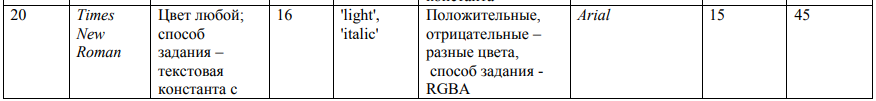 константа
20
Times
New
Roman
Цвет любой;
способ
задания –
текстовая
константа с
16
'light',
'italic'
Положительные,
отрицательные –
разные цвета,
способ задания -
RGBA
Arial
15
45